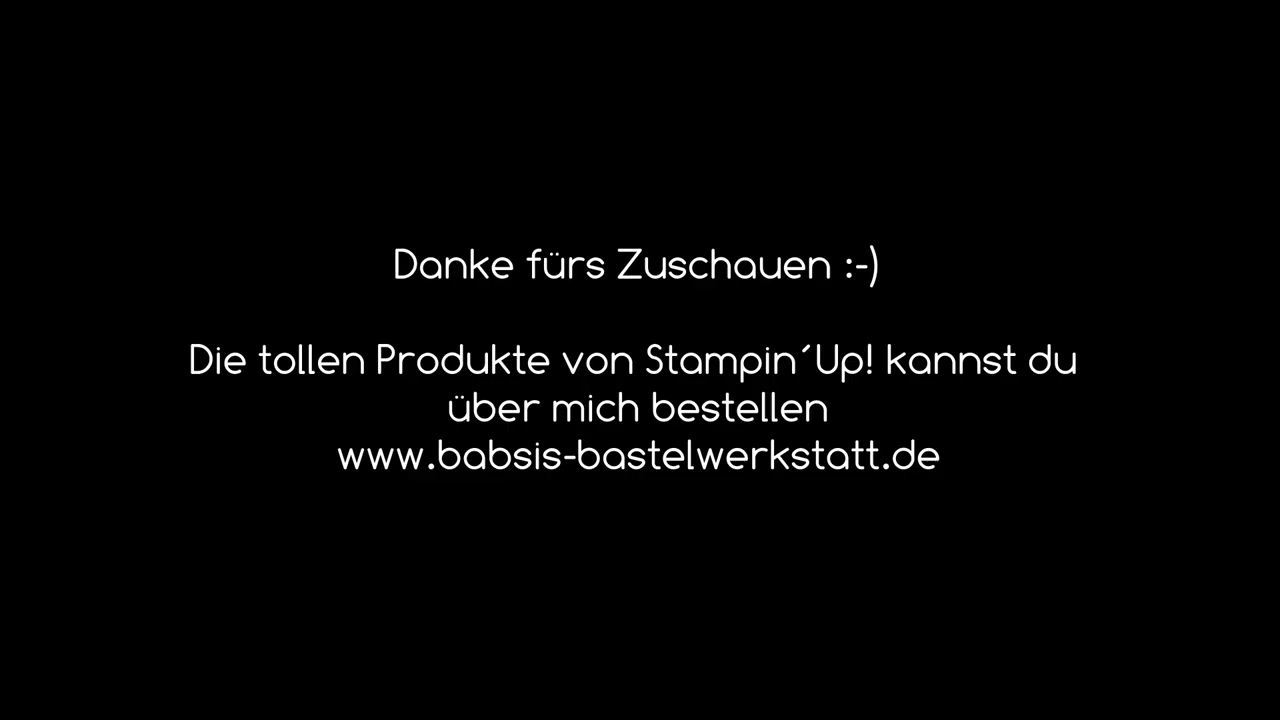 Danke fürs Zuschauen :-)
Die tollen Produkte von Stampin´Up! kannst du
über mich bestellen
www.babsis-bastelwerkstatt.de